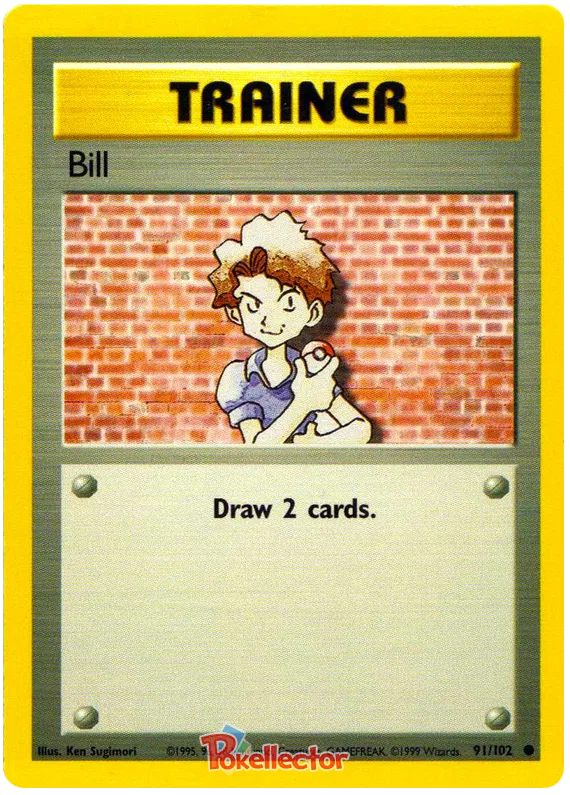 TRAINER
Bill
Draw 2 cards.
Illus. Ken Sugimori ©1995, GAMEFREAK. ©1999 Wizards. 91/102
Pokellector